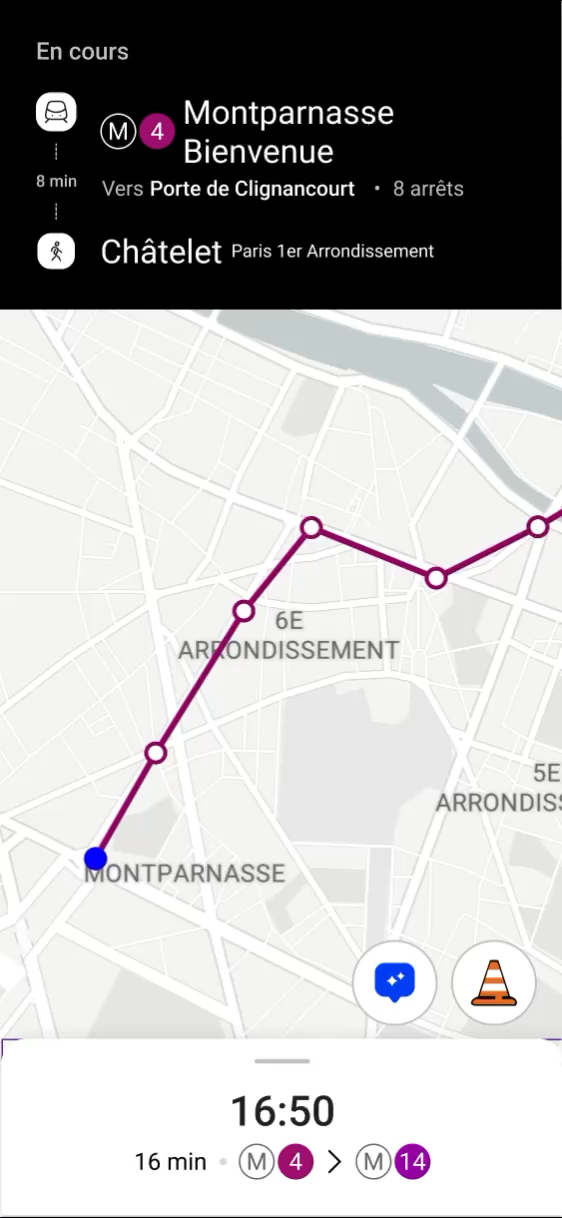 En cours
M 4 Montparnasse
Bienvenue
8 min
Vers Porte de Clignancourt • 8 arrêts
Châtelet Paris 1er Arrondissement
6E
ARRONDISSEMENT
5E
ARRONDIS
MONTPARNASSE
16:50
16 min • M 4 > M 14